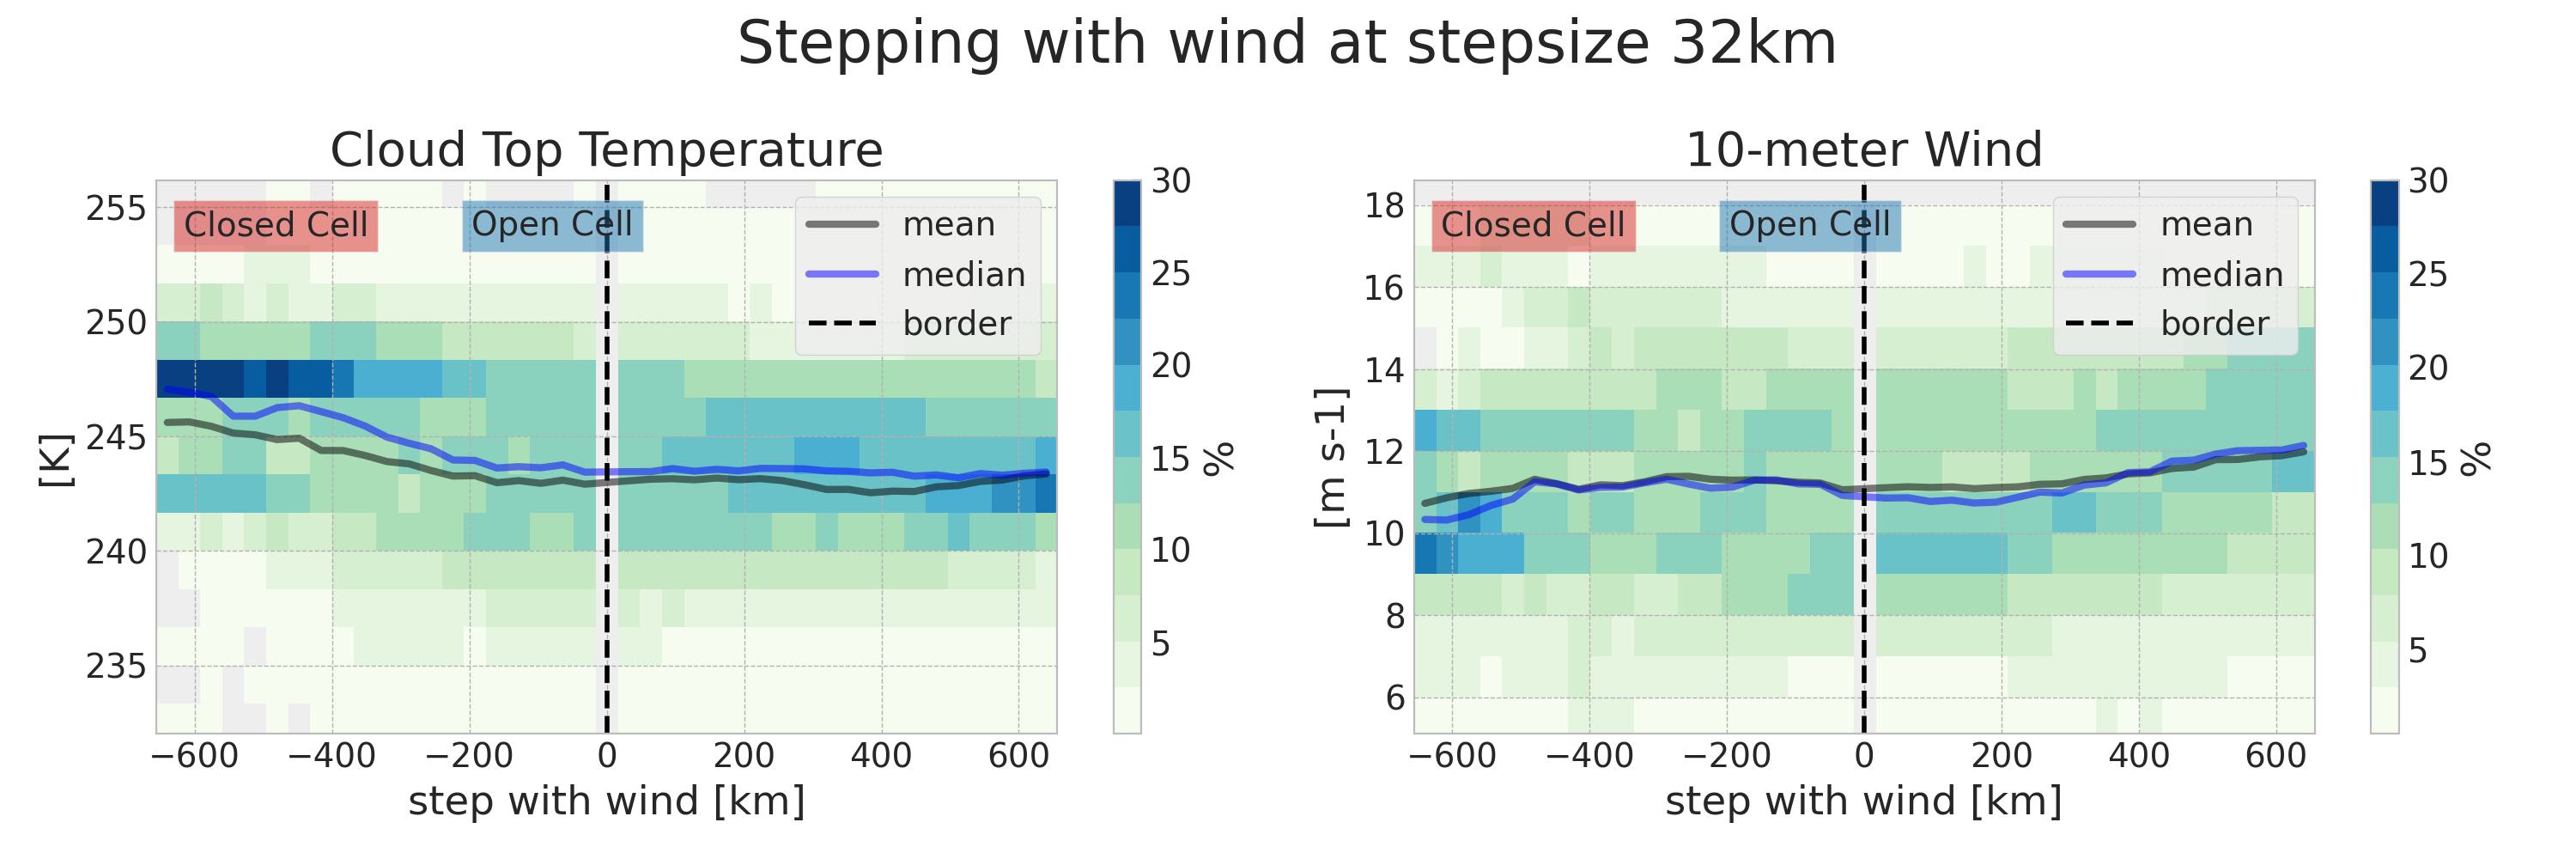 Stepping with wind at stepsize 32km
Cloud Top Temperature
[K]
255
250
245
240
235
Closed Cell
Open Cell
mean
median
border
−600 −400 −200 0 200 400 600
step with wind [km]
30
25
20
15
10
5
%
10-meter Wind
[m s-1]
18
16
14
12
10
8
6
Closed Cell
Open Cell
mean
median
border
−600 −400 −200 0 200 400 600
step with wind [km]
30
25
20
15
10
5
%